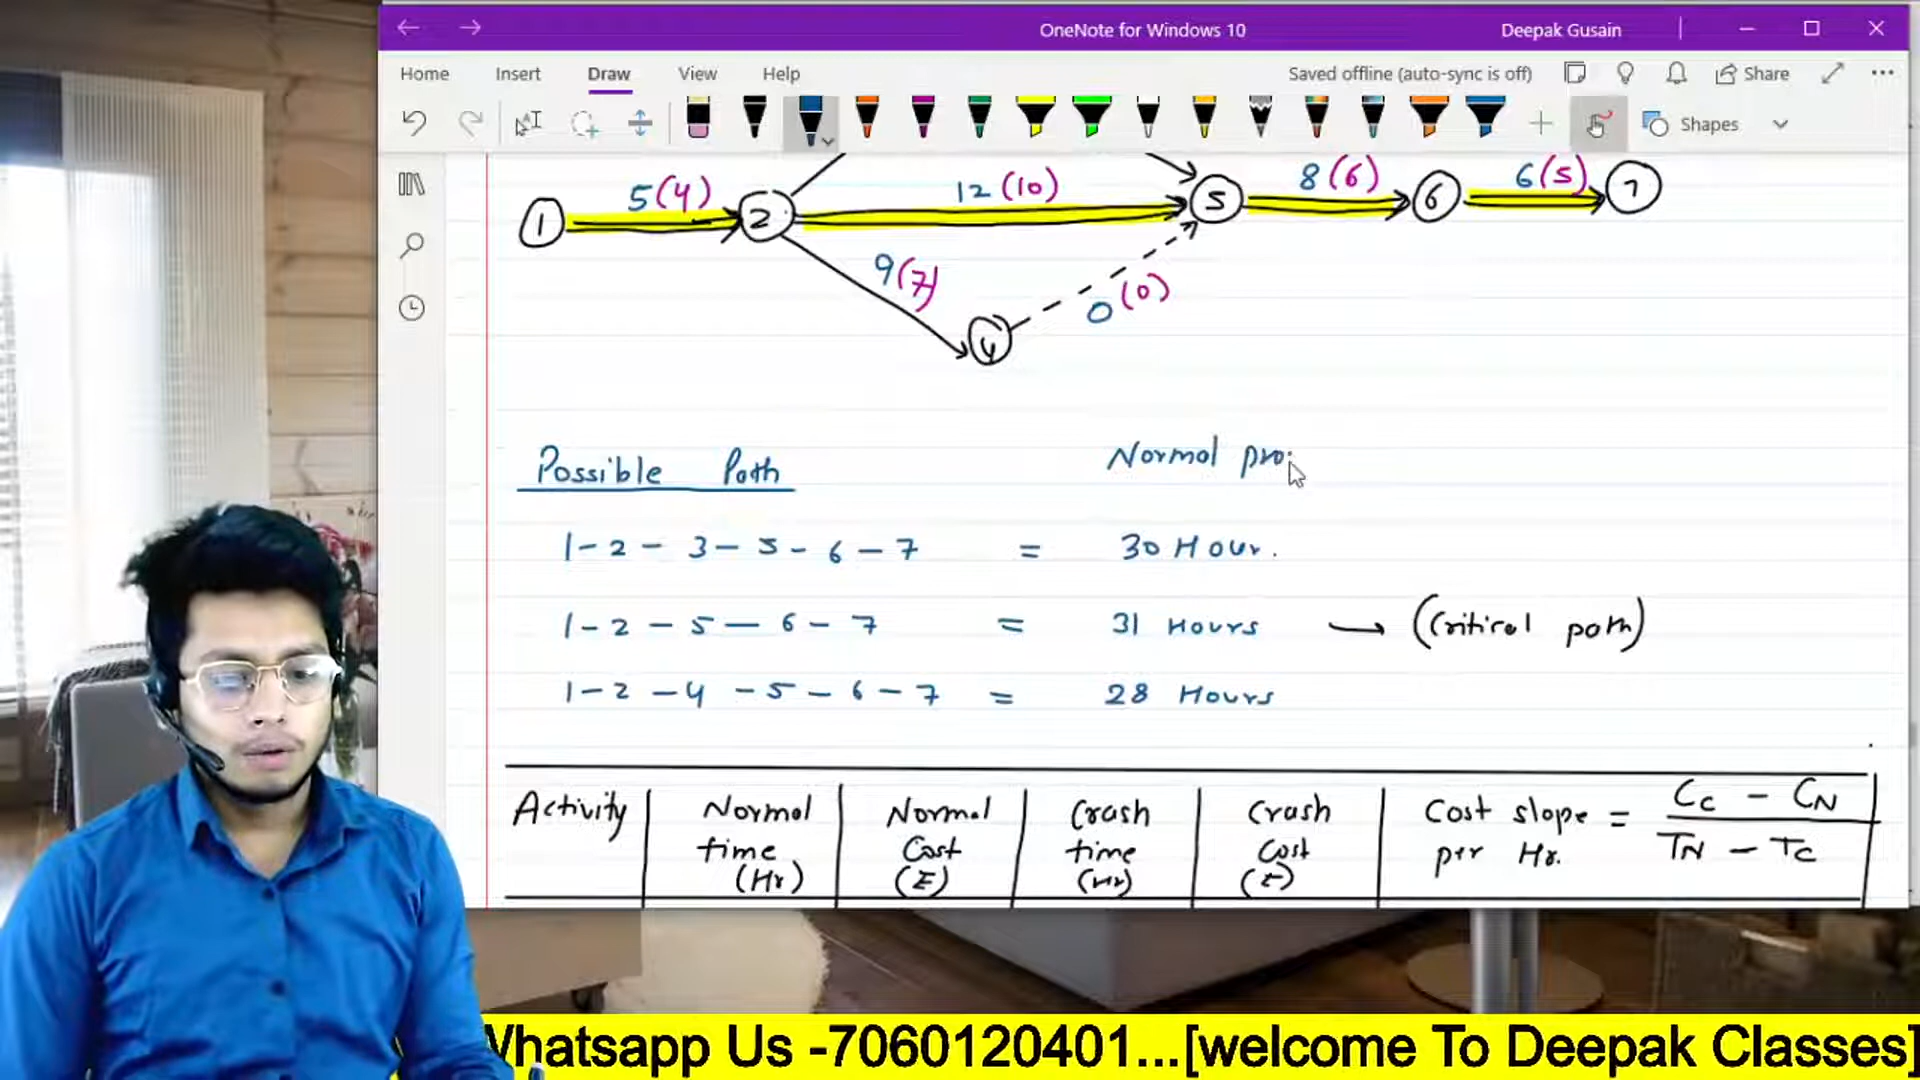 OneNote for Windows 10
Deepak Gusain
Home Insert Draw View Help
Saved offline (auto-sync is off)
Share
Shapes
5(4) 12 (10) 8(6) 6(5)
1 2 5 6 7
9(7)
0(0)
4
Possible Path Normal pro
1-2-3-5-6-7 = 30 Hour.
1-2-5-6-7 = 31 Hours → (Critical path)
1-2-4-5-6-7 = 28 Hours
Activity Normal time (Hr) Normal Cost (₹) Crash time (Hr) Crash Cost (₹) Cost slope per Hr. = Cc - CN / TN - Tc
Whatsapp Us -7060120401...[welcome To Deepak Classes]